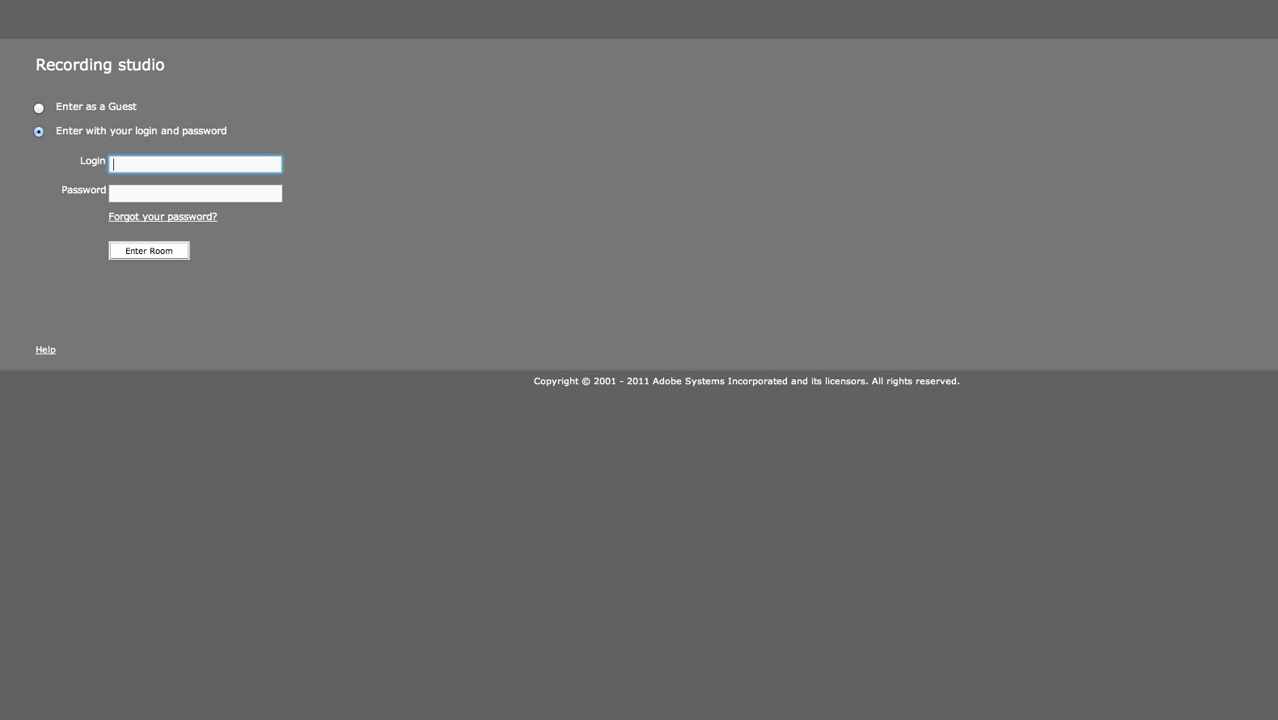 Recording studio
Enter as a Guest
Enter with your login and password
Login
Password
Forgot your password?
Enter Room
Help
Copyright © 2001 - 2011 Adobe Systems Incorporated and its licensors. All rights reserved.